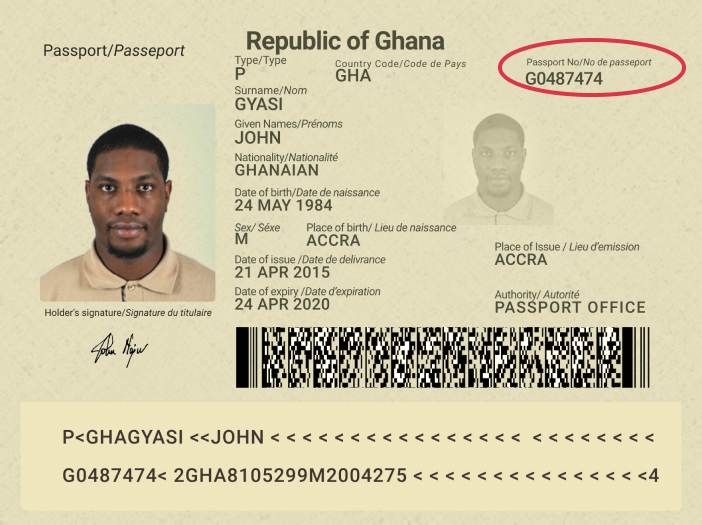 Passport/Passeport
Republic of Ghana
Type/Type
P
Country Code/Code de Pays
GHA
Passport No/No de passeport
G0487474
Surname/Nom
GYASI
Given Names/Prénoms
JOHN
Nationality/Nationalité
GHANAIAN
Date of birth/Date de naissance
24 MAY 1984
Sex/ Séxe
M
Place of birth/ Lieu de naissance
ACCRA
Date of issue /Date de delivrance
21 APR 2015
Place of Issue / Lieu d'emission
ACCRA
Date of expiry /Date d'expiration
24 APR 2020
Authority/ Autorité
PASSPORT OFFICE
Holder's signature/Signature du titulaire
P<GHAGYASI <<JOHN < < < < < < < < < < < < < < < < < < < < < < < <
G0487474< 2GHA8105299M2004275 < < < < < < < < < < < < < < <4